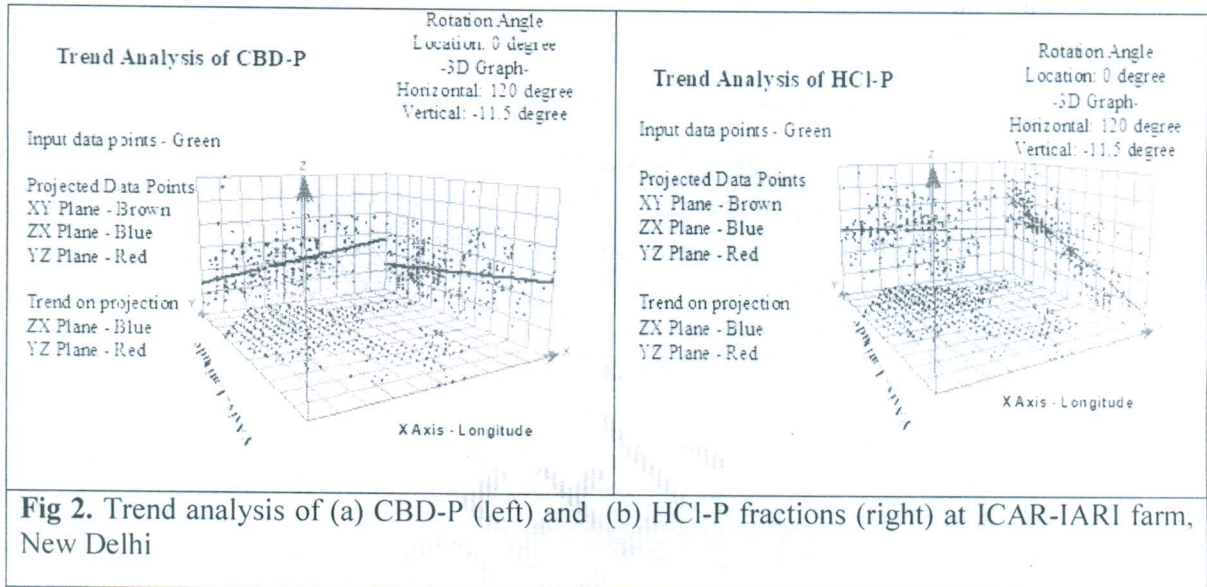 Trend Analysis of CBD-P
Rotation Angle
Location: 0 degree
-3D Graph-
Horizontal: 120 degree
Vertical: -11.5 degree
Input data points - Green
Projected Data Points
XY Plane - Brown
ZX Plane - Blue
YZ Plane - Red
Trend on projection
ZX Plane - Blue
YZ Plane - Red
Z
Y
X
Y Axis - Latitude
X Axis - Longitude
Trend Analysis of HCl-P
Rotation Angle
Location: 0 degree
-3D Graph-
Horizontal: 120 degree
Vertical: -11.5 degree
Input data points - Green
Projected Data Points
XY Plane - Brown
ZX Plane - Blue
YZ Plane - Red
Trend on projection
ZX Plane - Blue
YZ Plane - Red
Z
Y
X
X Axis - Longitude
Fig 2. Trend analysis of (a) CBD-P (left) and (b) HCl-P fractions (right) at ICAR-IARI farm,
New Delhi